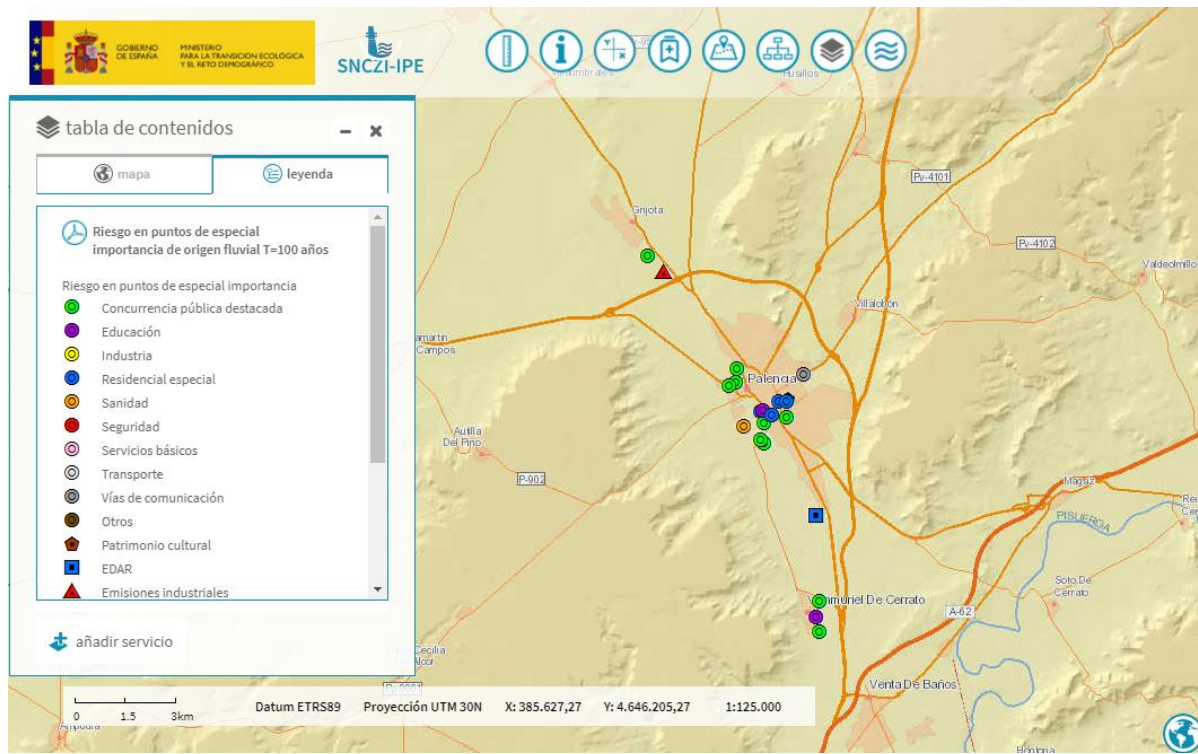 GOBIERNO
DE ESPAÑA
MINISTERIO
PARA LA TRANSICIÓN ECOLÓGICA
Y EL RETO DEMOGRÁFICO
SNCZI-IPE
Husillos
tabla de contenidos
mapa
leyenda
Riesgo en puntos de especial
importancia de origen fluvial T=100 años
Riesgo en puntos de especial importancia
Concurrencia pública destacada
Educación
Industria
Residencial especial
Sanidad
Seguridad
Servicios básicos
Transporte
Vías de comunicación
Otros
Patrimonio cultural
EDAR
Emisiones industriales
añadir servicio
Pv-4101
Grijota
Pv-4102
Valdeolmillo
Villalobón
Campos
Palencia
Autilla
Del Pino
P-902
Magaz
PISUERGA
Soto De
Cerrato
De Cerrato
A-62
Venta De Baños
0 1.5 3km
Datum ETRS89 Proyección UTM 30N X: 385.627,27 Y: 4.646.205,27 1:125.000